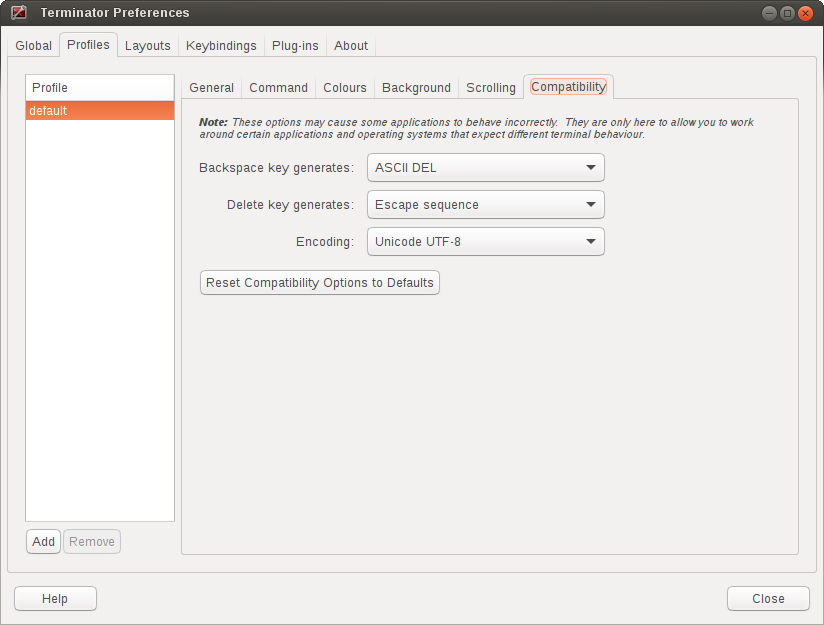 Terminator Preferences
Global Profiles Layouts Keybindings Plug-ins About
Profile
default
General Command Colours Background Scrolling Compatibility
Note: These options may cause some applications to behave incorrectly. They are only here to allow you to work
around certain applications and operating systems that expect different terminal behaviour.
Backspace key generates: ASCII DEL
Delete key generates: Escape sequence
Encoding: Unicode UTF-8
Reset Compatibility Options to Defaults
Add Remove
Help Close